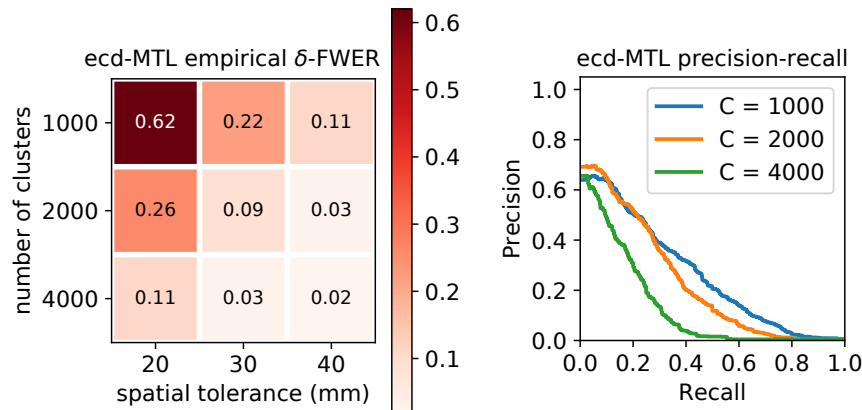 ecd-MTL empirical δ-FWER
number of clusters
1000
2000
4000
0.62 0.22 0.11
0.26 0.09 0.03
0.11 0.03 0.02
20 30 40
spatial tolerance (mm)
0.6
0.5
0.4
0.3
0.2
0.1
ecd-MTL precision-recall
C = 1000
C = 2000
C = 4000
Precision
1.0
0.8
0.6
0.4
0.2
0.0
0.0 0.2 0.4 0.6 0.8 1.0
Recall